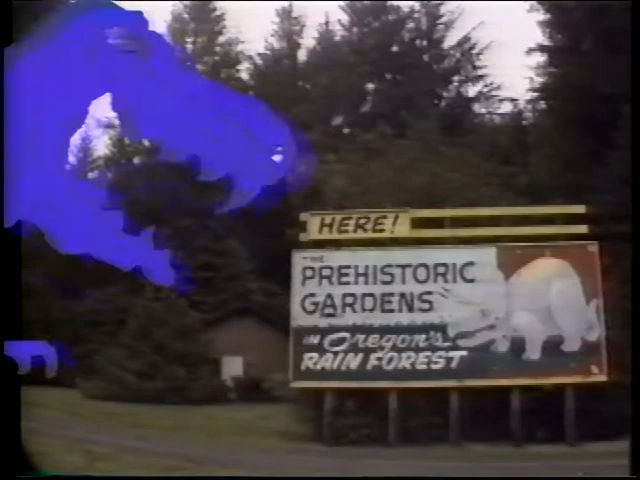 HERE!
THE
PREHISTORIC
GARDENS
IN Oregon's
RAIN FOREST